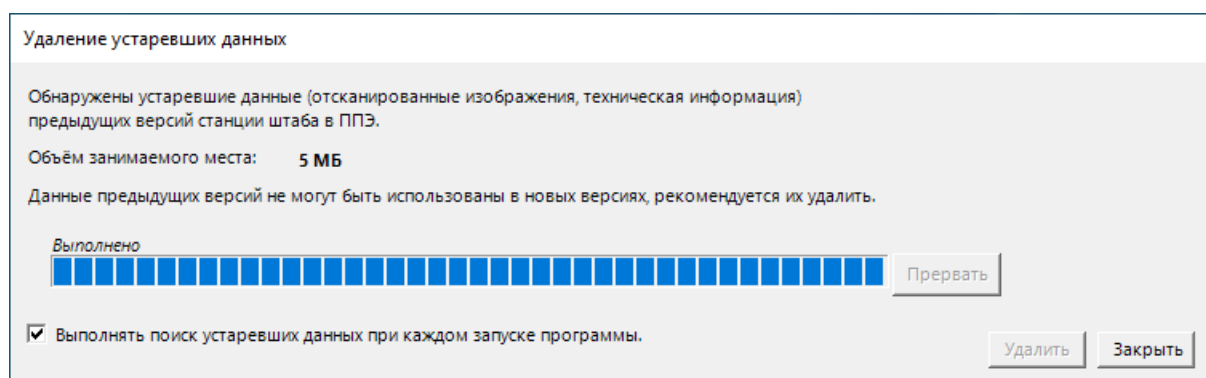 Удаление устаревших данных
Обнаружены устаревшие данные (отсканированные изображения, техническая информация)
предыдущих версий станции штаба в ППЭ.
Объём занимаемого места: 5 МБ
Данные предыдущих версий не могут быть использованы в новых версиях, рекомендуется их удалить.
Выполнено
Прервать
Выполнять поиск устаревших данных при каждом запуске программы.
Удалить Закрыть